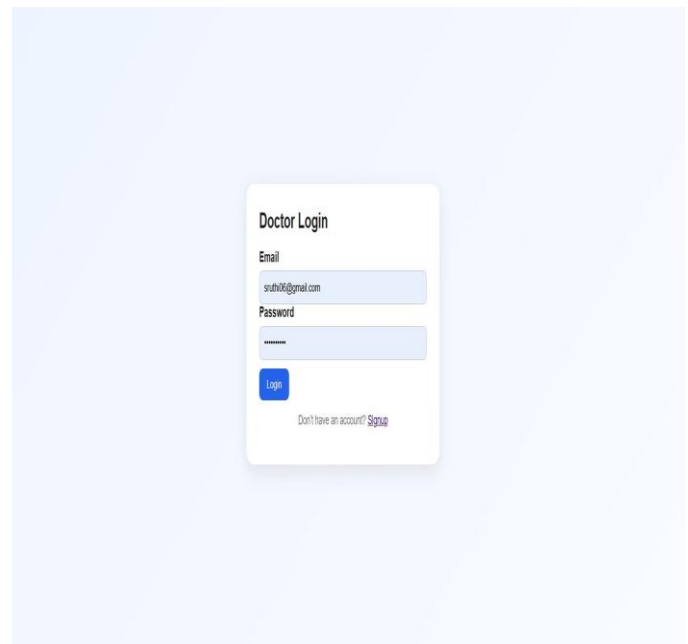 Doctor Login
Email
sruthi06@gmail.com
Password
••••••••••
Login
Don't have an account? Signup